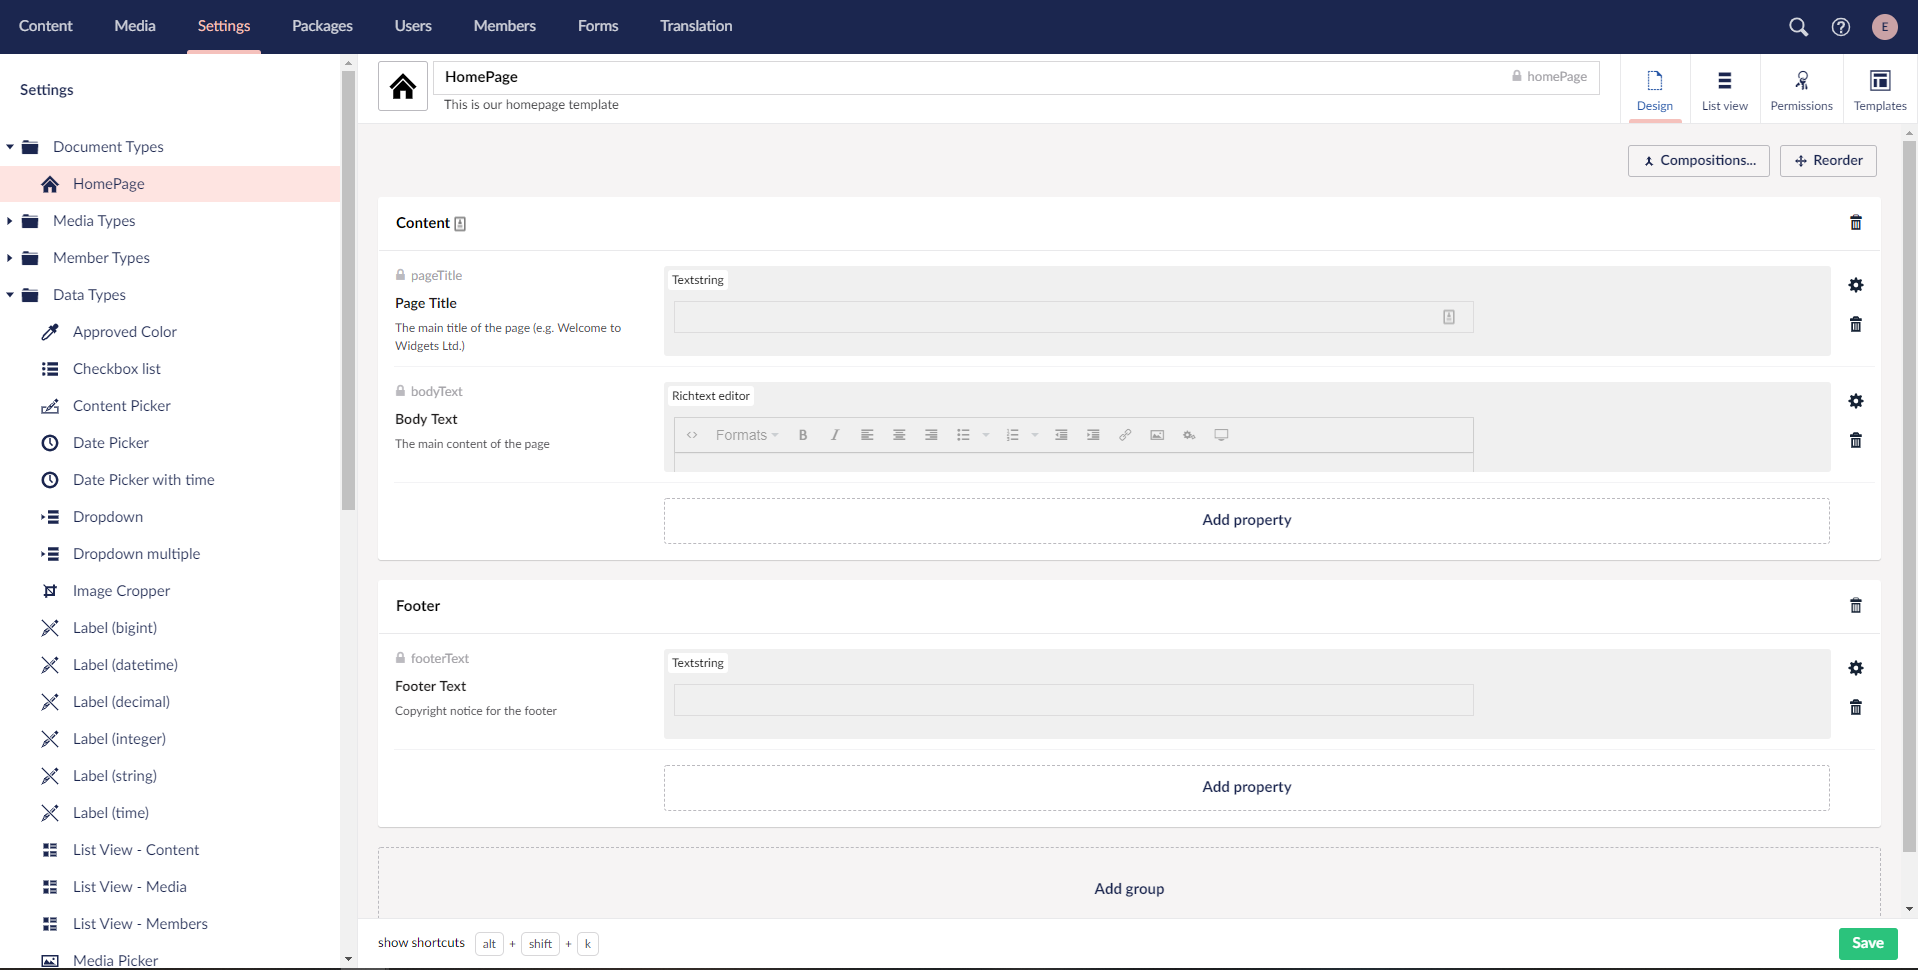 Content Media Settings Packages Users Members Forms Translation E
Settings
Document Types
HomePage
Media Types
Member Types
Data Types
Approved Color
Checkbox list
Content Picker
Date Picker
Date Picker with time
Dropdown
Dropdown multiple
Image Cropper
Label (bigint)
Label (datetime)
Label (decimal)
Label (integer)
Label (string)
Label (time)
List View - Content
List View - Media
List View - Members
Media Picker
HomePage homePage
This is our homepage template
Design List view Permissions Templates
Compositions... Reorder
Content
pageTitle
Page Title
The main title of the page (e.g. Welcome to
Widgets Ltd.)
Textstring
bodyText
Body Text
The main content of the page
Richtext editor
Formats B I
Add property
Footer
footerText
Footer Text
Copyright notice for the footer
Textstring
Add property
Add group
show shortcuts alt + shift + k
Save